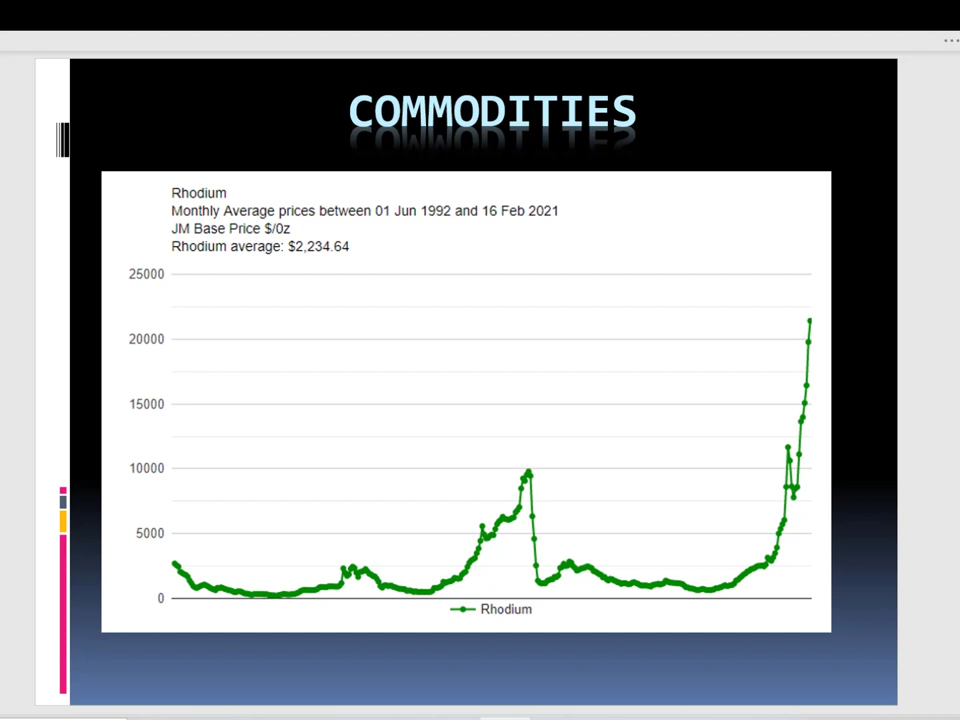 COMMODITIES
Rhodium
Monthly Average prices between 01 Jun 1992 and 16 Feb 2021
JM Base Price $/0z
Rhodium average: $2,234.64
25000
20000
15000
10000
5000
0
Rhodium